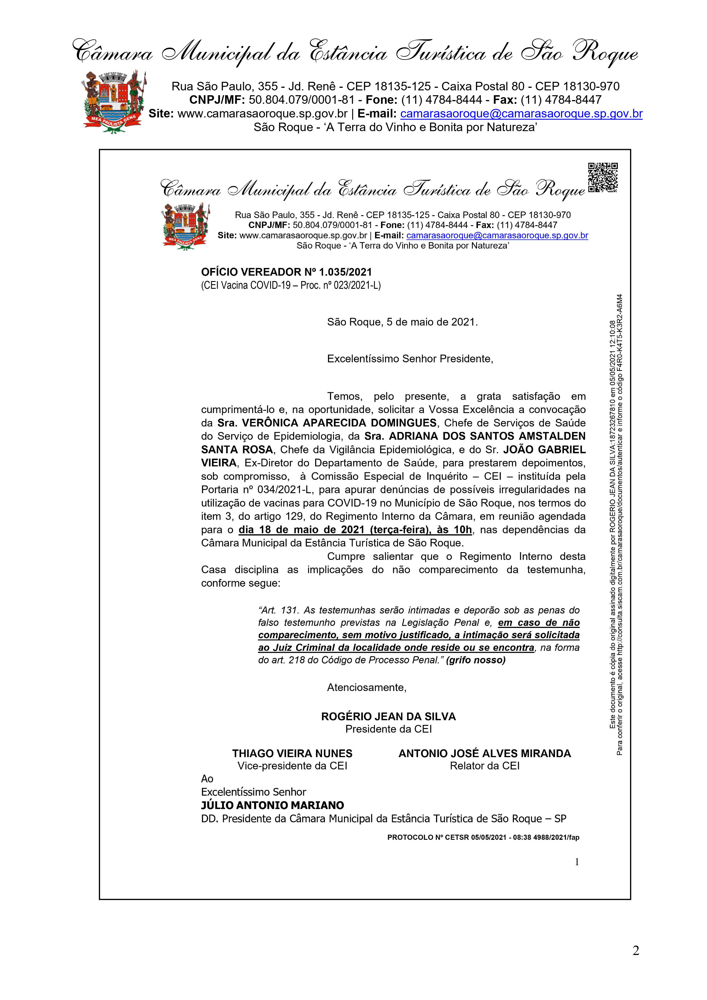 Câmara Municipal da Estância Turística de São Roque
Rua São Paulo, 355 - Jd. Renê - CEP 18135-125 - Caixa Postal 80 - CEP 18130-970
CNPJ/MF: 50.804.079/0001-81 - Fone: (11) 4784-8444 - Fax: (11) 4784-8447
Site: www.camarasaoroque.sp.gov.br | E-mail: camarasaoroque@camarasaoroque.sp.gov.br
São Roque - ‘A Terra do Vinho e Bonita por Natureza’
MEA PAULISTA GENS
Câmara Municipal da Estância Turística de São Roque
Rua São Paulo, 355 - Jd. Renê - CEP 18135-125 - Caixa Postal 80 - CEP 18130-970
CNPJ/MF: 50.804.079/0001-81 - Fone: (11) 4784-8444 - Fax: (11) 4784-8447
Site: www.camarasaoroque.sp.gov.br | E-mail: camarasaoroque@camarasaoroque.sp.gov.br
São Roque - ‘A Terra do Vinho e Bonita por Natureza’
MEA PAULISTA GENS
OFÍCIO VEREADOR Nº 1.035/2021
(CEI Vacina COVID-19 – Proc. nº 023/2021-L)
São Roque, 5 de maio de 2021.
Excelentíssimo Senhor Presidente,
Temos, pelo presente, a grata satisfação em
cumprimentá-lo e, na oportunidade, solicitar a Vossa Excelência a convocação
da Sra. VERÔNICA APARECIDA DOMINGUES, Chefe de Serviços de Saúde
do Serviço de Epidemiologia, da Sra. ADRIANA DOS SANTOS AMSTALDEN
SANTA ROSA, Chefe da Vigilância Epidemiológica, e do Sr. JOÃO GABRIEL
VIEIRA, Ex-Diretor do Departamento de Saúde, para prestarem depoimentos,
sob compromisso, à Comissão Especial de Inquérito – CEI – instituída pela
Portaria nº 034/2021-L, para apurar denúncias de possíveis irregularidades na
utilização de vacinas para COVID-19 no Município de São Roque, nos termos do
item 3, do artigo 129, do Regimento Interno da Câmara, em reunião agendada
para o dia 18 de maio de 2021 (terça-feira), às 10h, nas dependências da
Câmara Municipal da Estância Turística de São Roque.
Cumpre salientar que o Regimento Interno desta
Casa disciplina as implicações do não comparecimento da testemunha,
conforme segue:
“Art. 131. As testemunhas serão intimadas e deporão sob as penas do
falso testemunho previstas na Legislação Penal e, em caso de não
comparecimento, sem motivo justificado, a intimação será solicitada
ao Juiz Criminal da localidade onde reside ou se encontra, na forma
do art. 218 do Código de Processo Penal.” (grifo nosso)
Atenciosamente,
ROGÉRIO JEAN DA SILVA
Presidente da CEI
THIAGO VIEIRA NUNES ANTONIO JOSÉ ALVES MIRANDA
Vice-presidente da CEI Relator da CEI
Ao
Excelentíssimo Senhor
JÚLIO ANTONIO MARIANO
DD. Presidente da Câmara Municipal da Estância Turística de São Roque – SP
PROTOCOLO Nº CETSR 05/05/2021 - 08:38 4988/2021/fap
1
Este documento é cópia do original assinado digitalmente por ROGERIO JEAN DA SILVA:18723267810 em 05/05/2021 12:10:08
Para conferir o original, acesse http://consulta.siscam.com.br/camarasaoroque/documentos/autenticar e informe o código F4R0-K4T5-K3R2-A6M4
2